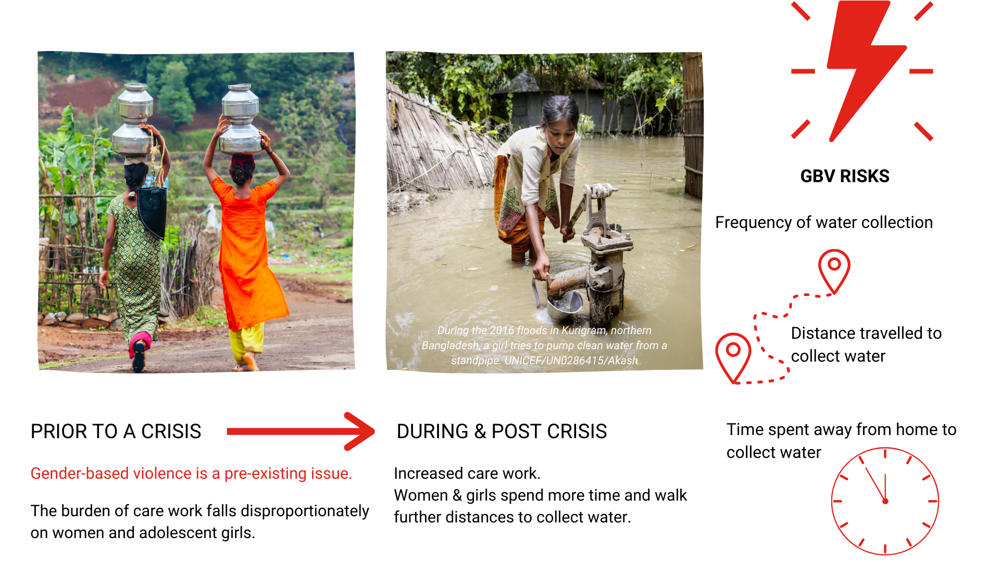 During the 2016 floods in Kurigram, northern
Bangladesh, a girl tries to pump clean water from a
standpipe. UNICEF/UN0286415/Akash
PRIOR TO A CRISIS
Gender-based violence is a pre-existing issue.
The burden of care work falls disproportionately
on women and adolescent girls.
DURING & POST CRISIS
Increased care work.
Women & girls spend more time and walk
further distances to collect water.
GBV RISKS
Frequency of water collection
Distance travelled to
collect water
Time spent away from home to
collect water